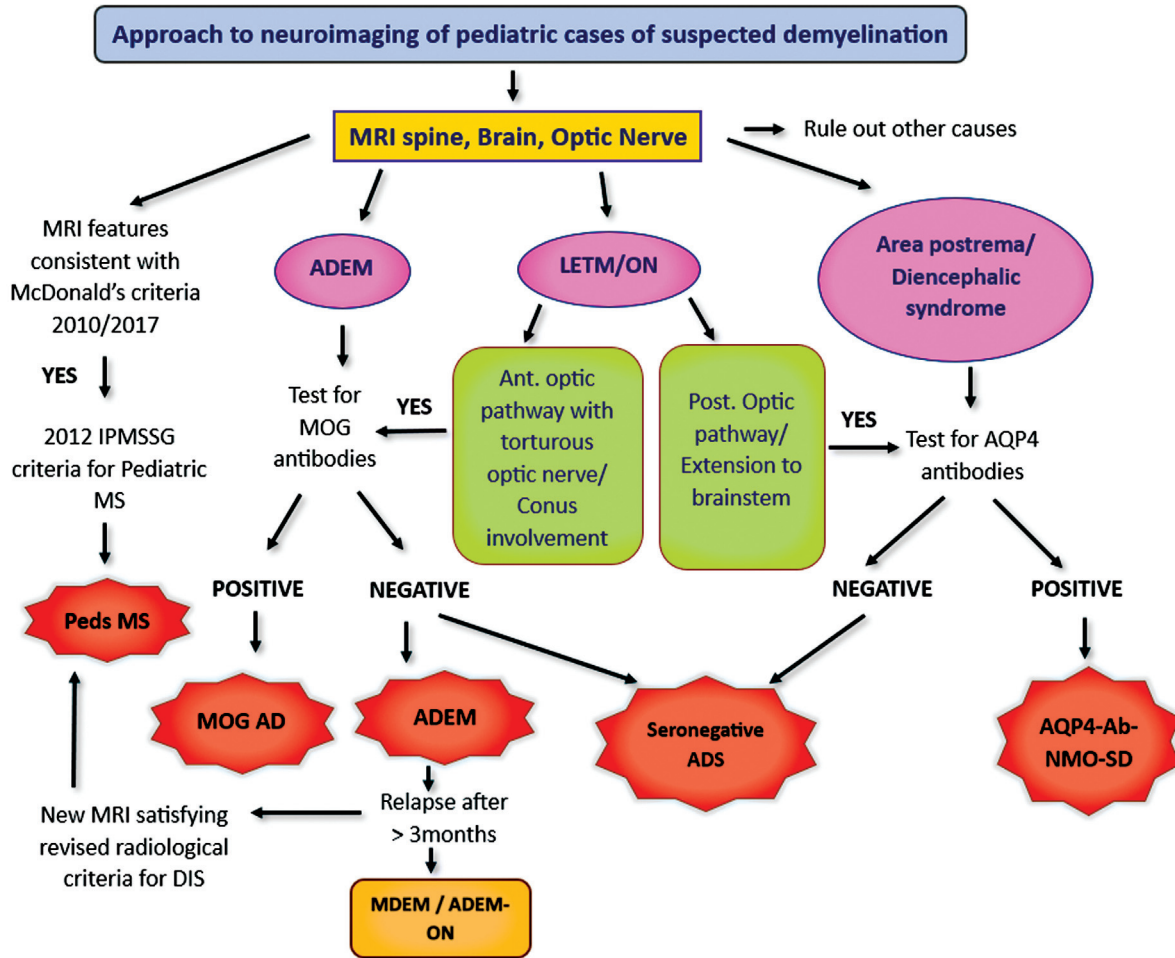 Approach to neuroimaging of pediatric cases of suspected demyelination
MRI spine, Brain, Optic Nerve
Rule out other causes
MRI features
consistent with
McDonald's criteria
2010/2017
ADEM
LETM/ON
Area postrema/
Diencephalic
syndrome
YES
2012 IPMSSG
criteria for Pediatric
MS
Test for
MOG
antibodies
YES
Ant. optic
pathway with
torturous
optic nerve/
Conus
involvement
Post. Optic
pathway/
Extension to
brainstem
YES
Test for AQP4
antibodies
POSITIVE
NEGATIVE
NEGATIVE
POSITIVE
Peds MS
MOG AD
ADEM
Seronegative
ADS
AQP4-Ab-
NMO-SD
New MRI satisfying
revised radiological
criteria for DIS
Relapse after
> 3months
MDEM / ADEM-
ON